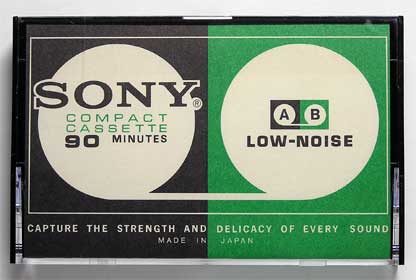 SONY®
COMPACT
CASSETTE
90 MINUTES
A B
LOW-NOISE
CAPTURE THE STRENGTH AND DELICACY OF EVERY SOUND
MADE IN JAPAN